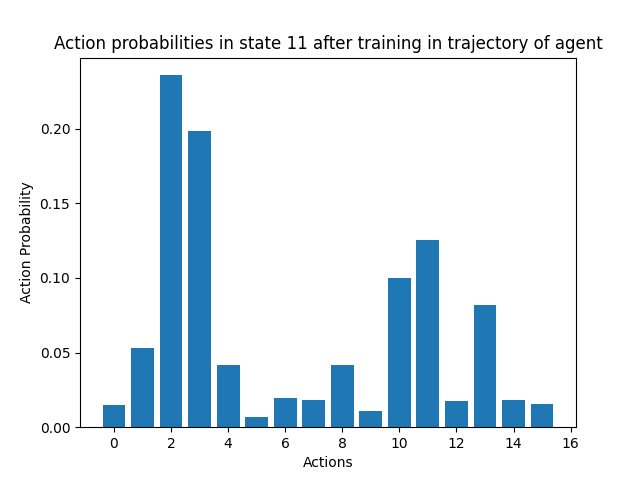 Action probabilities in state 11 after training in trajectory of agent
0.20
0.15
0.10
0.05
0.00
Action Probability
0 2 4 6 8 10 12 14 16
Actions